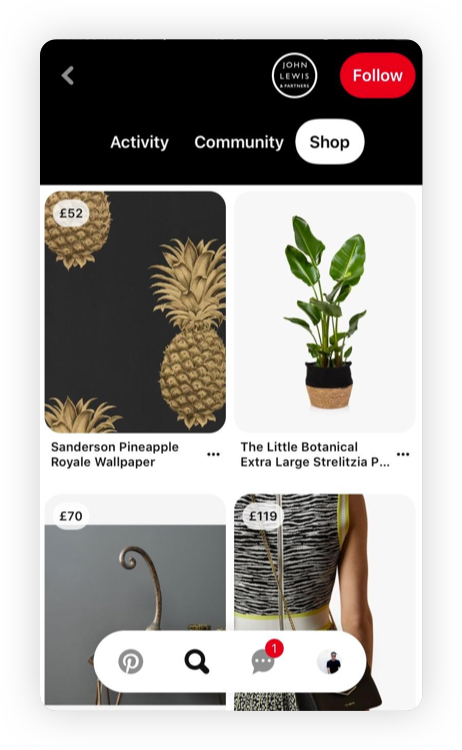 JOHN
LEWIS
& PARTNERS
Follow
Activity
Community
Shop
£52
Sanderson Pineapple
Royale Wallpaper
The Little Botanical
Extra Large Strelitzia P...
£70
£119
1